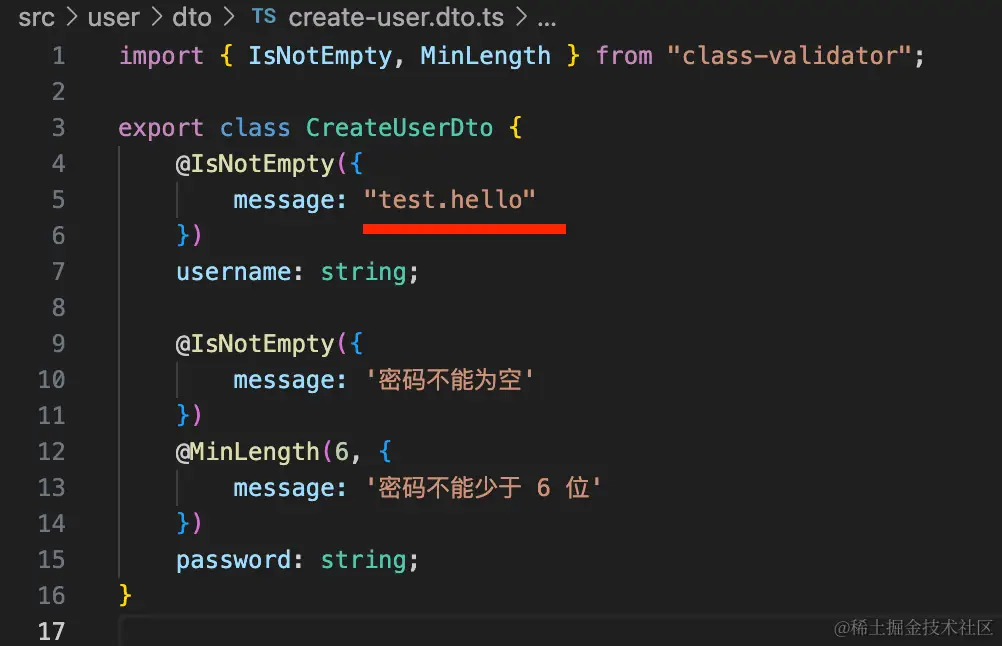 src > user > dto > TS create-user.dto.ts > ...
1 import { IsNotEmpty, MinLength } from "class-validator";
2
3 export class CreateUserDto {
4     @IsNotEmpty({
5         message: "test.hello"
6     })
7     username: string;
8
9     @IsNotEmpty({
10         message: '密码不能为空'
11     })
12     @MinLength(6, {
13         message: '密码不能少于 6 位'
14     })
15     password: string;
16 }
17
@稀土掘金技术社区